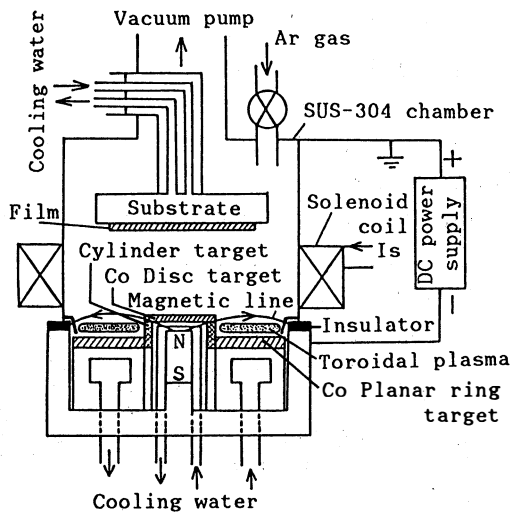 Vacuum pump
Ar gas
Cooling water
SUS-304 chamber
+
Substrate
Film
Solenoid
coil
Is
DC power
supply
Cylinder target
Co Disc target
Magnetic line
−
Insulator
N
S
Toroidal plasma
Co Planar ring
target
Cooling water